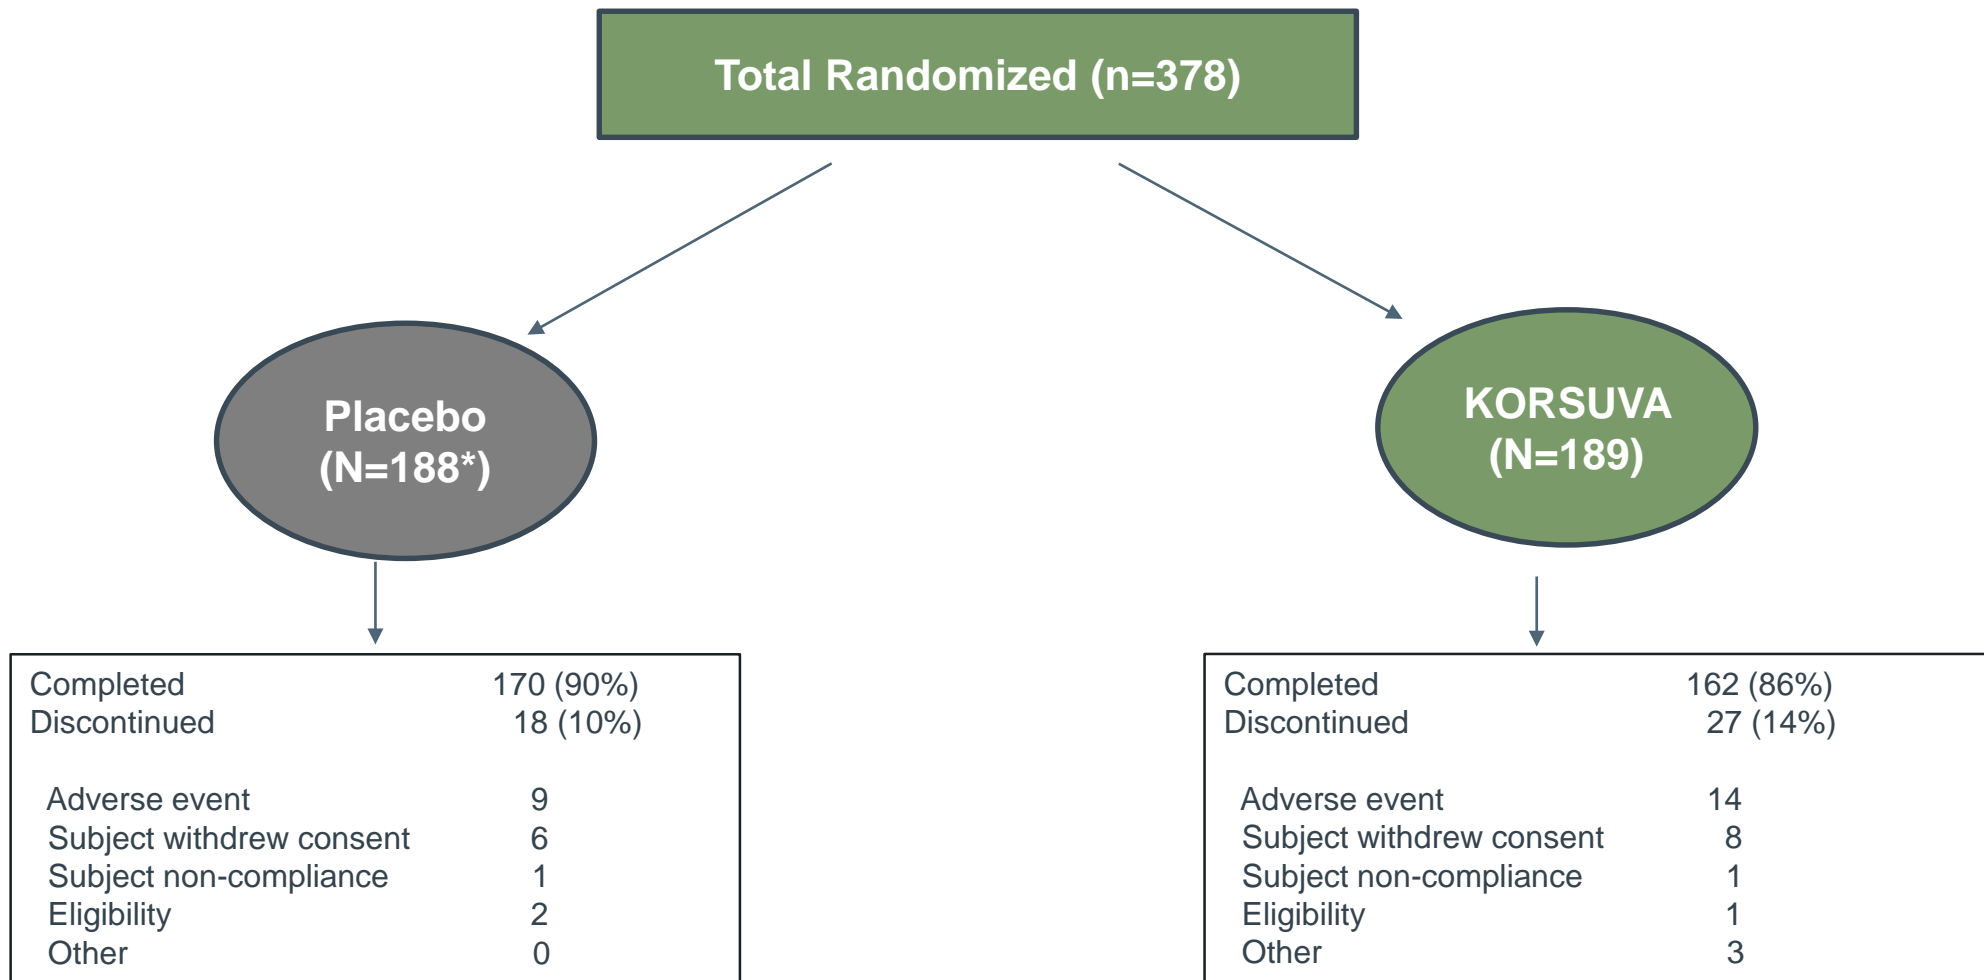 Total Randomized (n=378)
Placebo
(N=188*)
KORSUVA
(N=189)
Completed 170 (90%)
Discontinued 18 (10%)
Adverse event 9
Subject withdrew consent 6
Subject non-compliance 1
Eligibility 2
Other 0
Completed 162 (86%)
Discontinued 27 (14%)
Adverse event 14
Subject withdrew consent 8
Subject non-compliance 1
Eligibility 1
Other 3